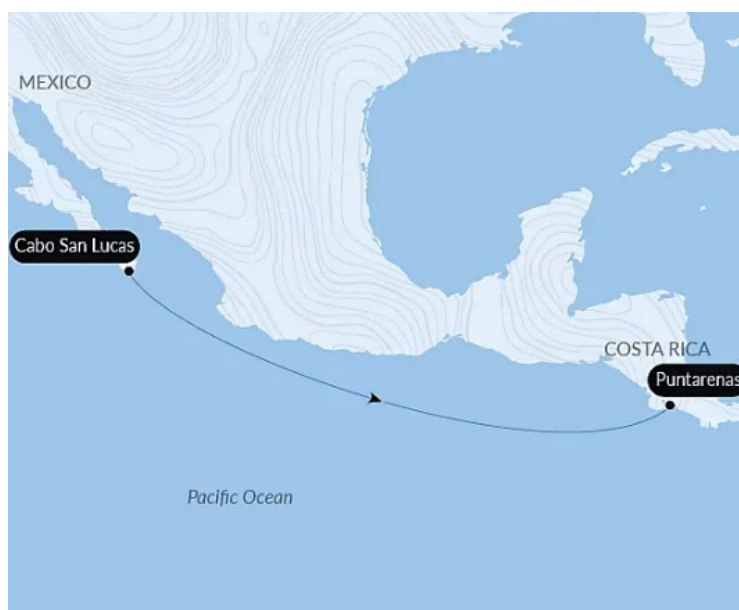 MEXICO
Cabo San Lucas
COSTA RICA
Puntarenas
Pacific Ocean